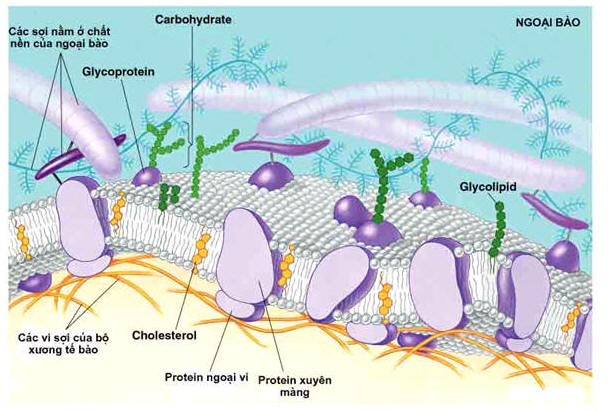 Các sợi nằm ở chất
nền của ngoại bào
Carbohydrate
NGOẠI BÀO
Glycoprotein
Glycolipid
Các vi sợi của bộ
xương tế bào
Cholesterol
Protein ngoại vi
Protein xuyên
màng